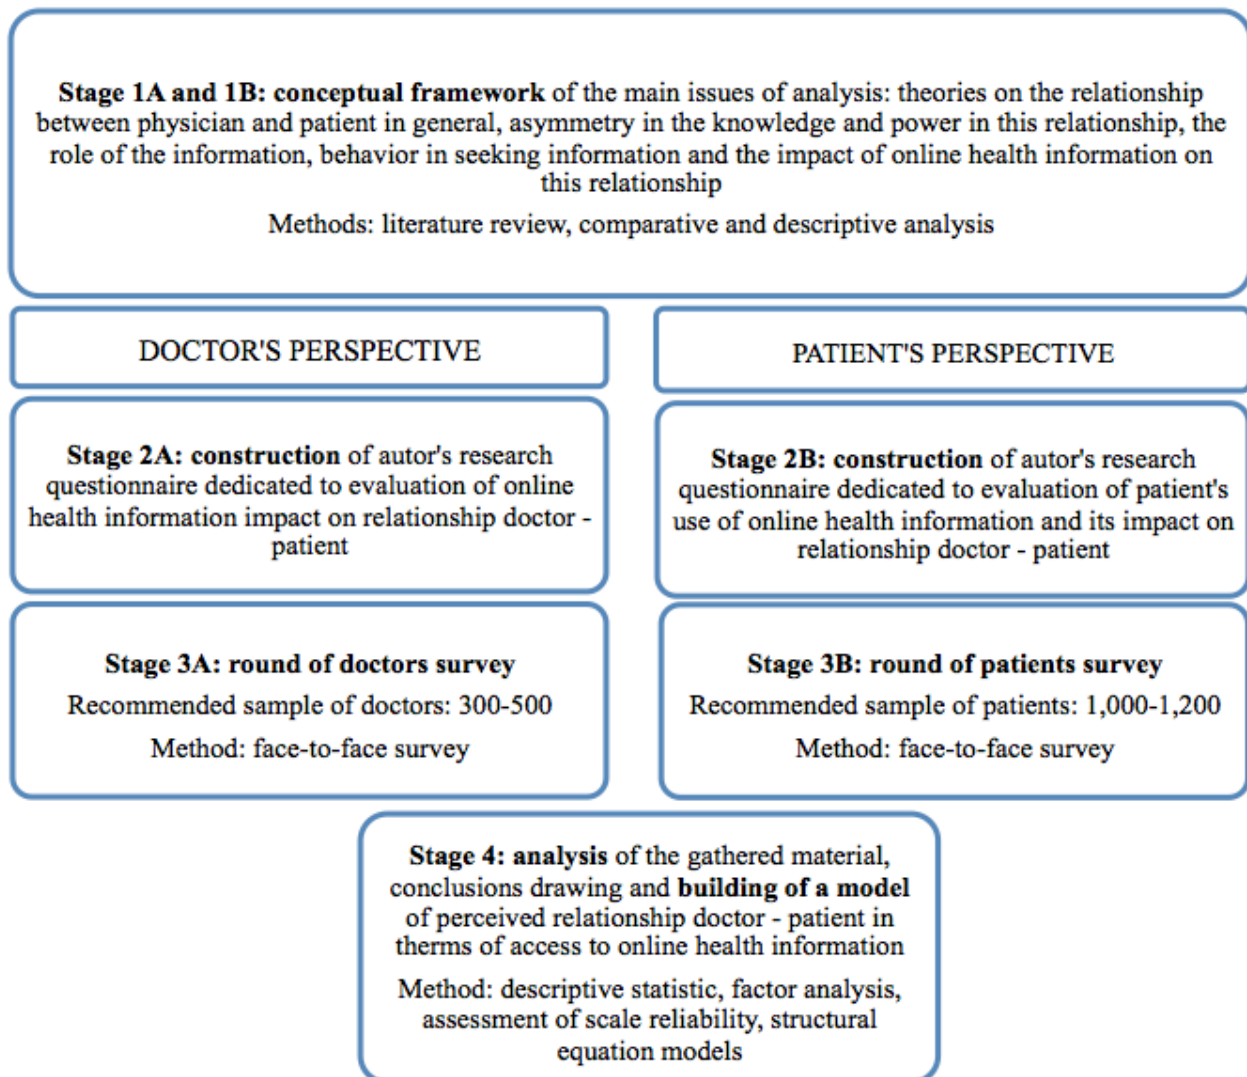 Stage 1A and 1B: conceptual framework of the main issues of analysis: theories on the relationship
between physician and patient in general, asymmetry in the knowledge and power in this relationship, the
role of the information, behavior in seeking information and the impact of online health information on
this relationship
Methods: literature review, comparative and descriptive analysis
DOCTOR'S PERSPECTIVE
PATIENT'S PERSPECTIVE
Stage 2A: construction of autor's research
questionnaire dedicated to evaluation of online
health information impact on relationship doctor -
patient
Stage 2B: construction of autor's research
questionnaire dedicated to evaluation of patient's
use of online health information and its impact on
relationship doctor - patient
Stage 3A: round of doctors survey
Recommended sample of doctors: 300-500
Method: face-to-face survey
Stage 3B: round of patients survey
Recommended sample of patients: 1,000-1,200
Method: face-to-face survey
Stage 4: analysis of the gathered material,
conclusions drawing and building of a model
of perceived relationship doctor - patient in
therms of access to online health information
Method: descriptive statistic, factor analysis,
assessment of scale reliability, structural
equation models